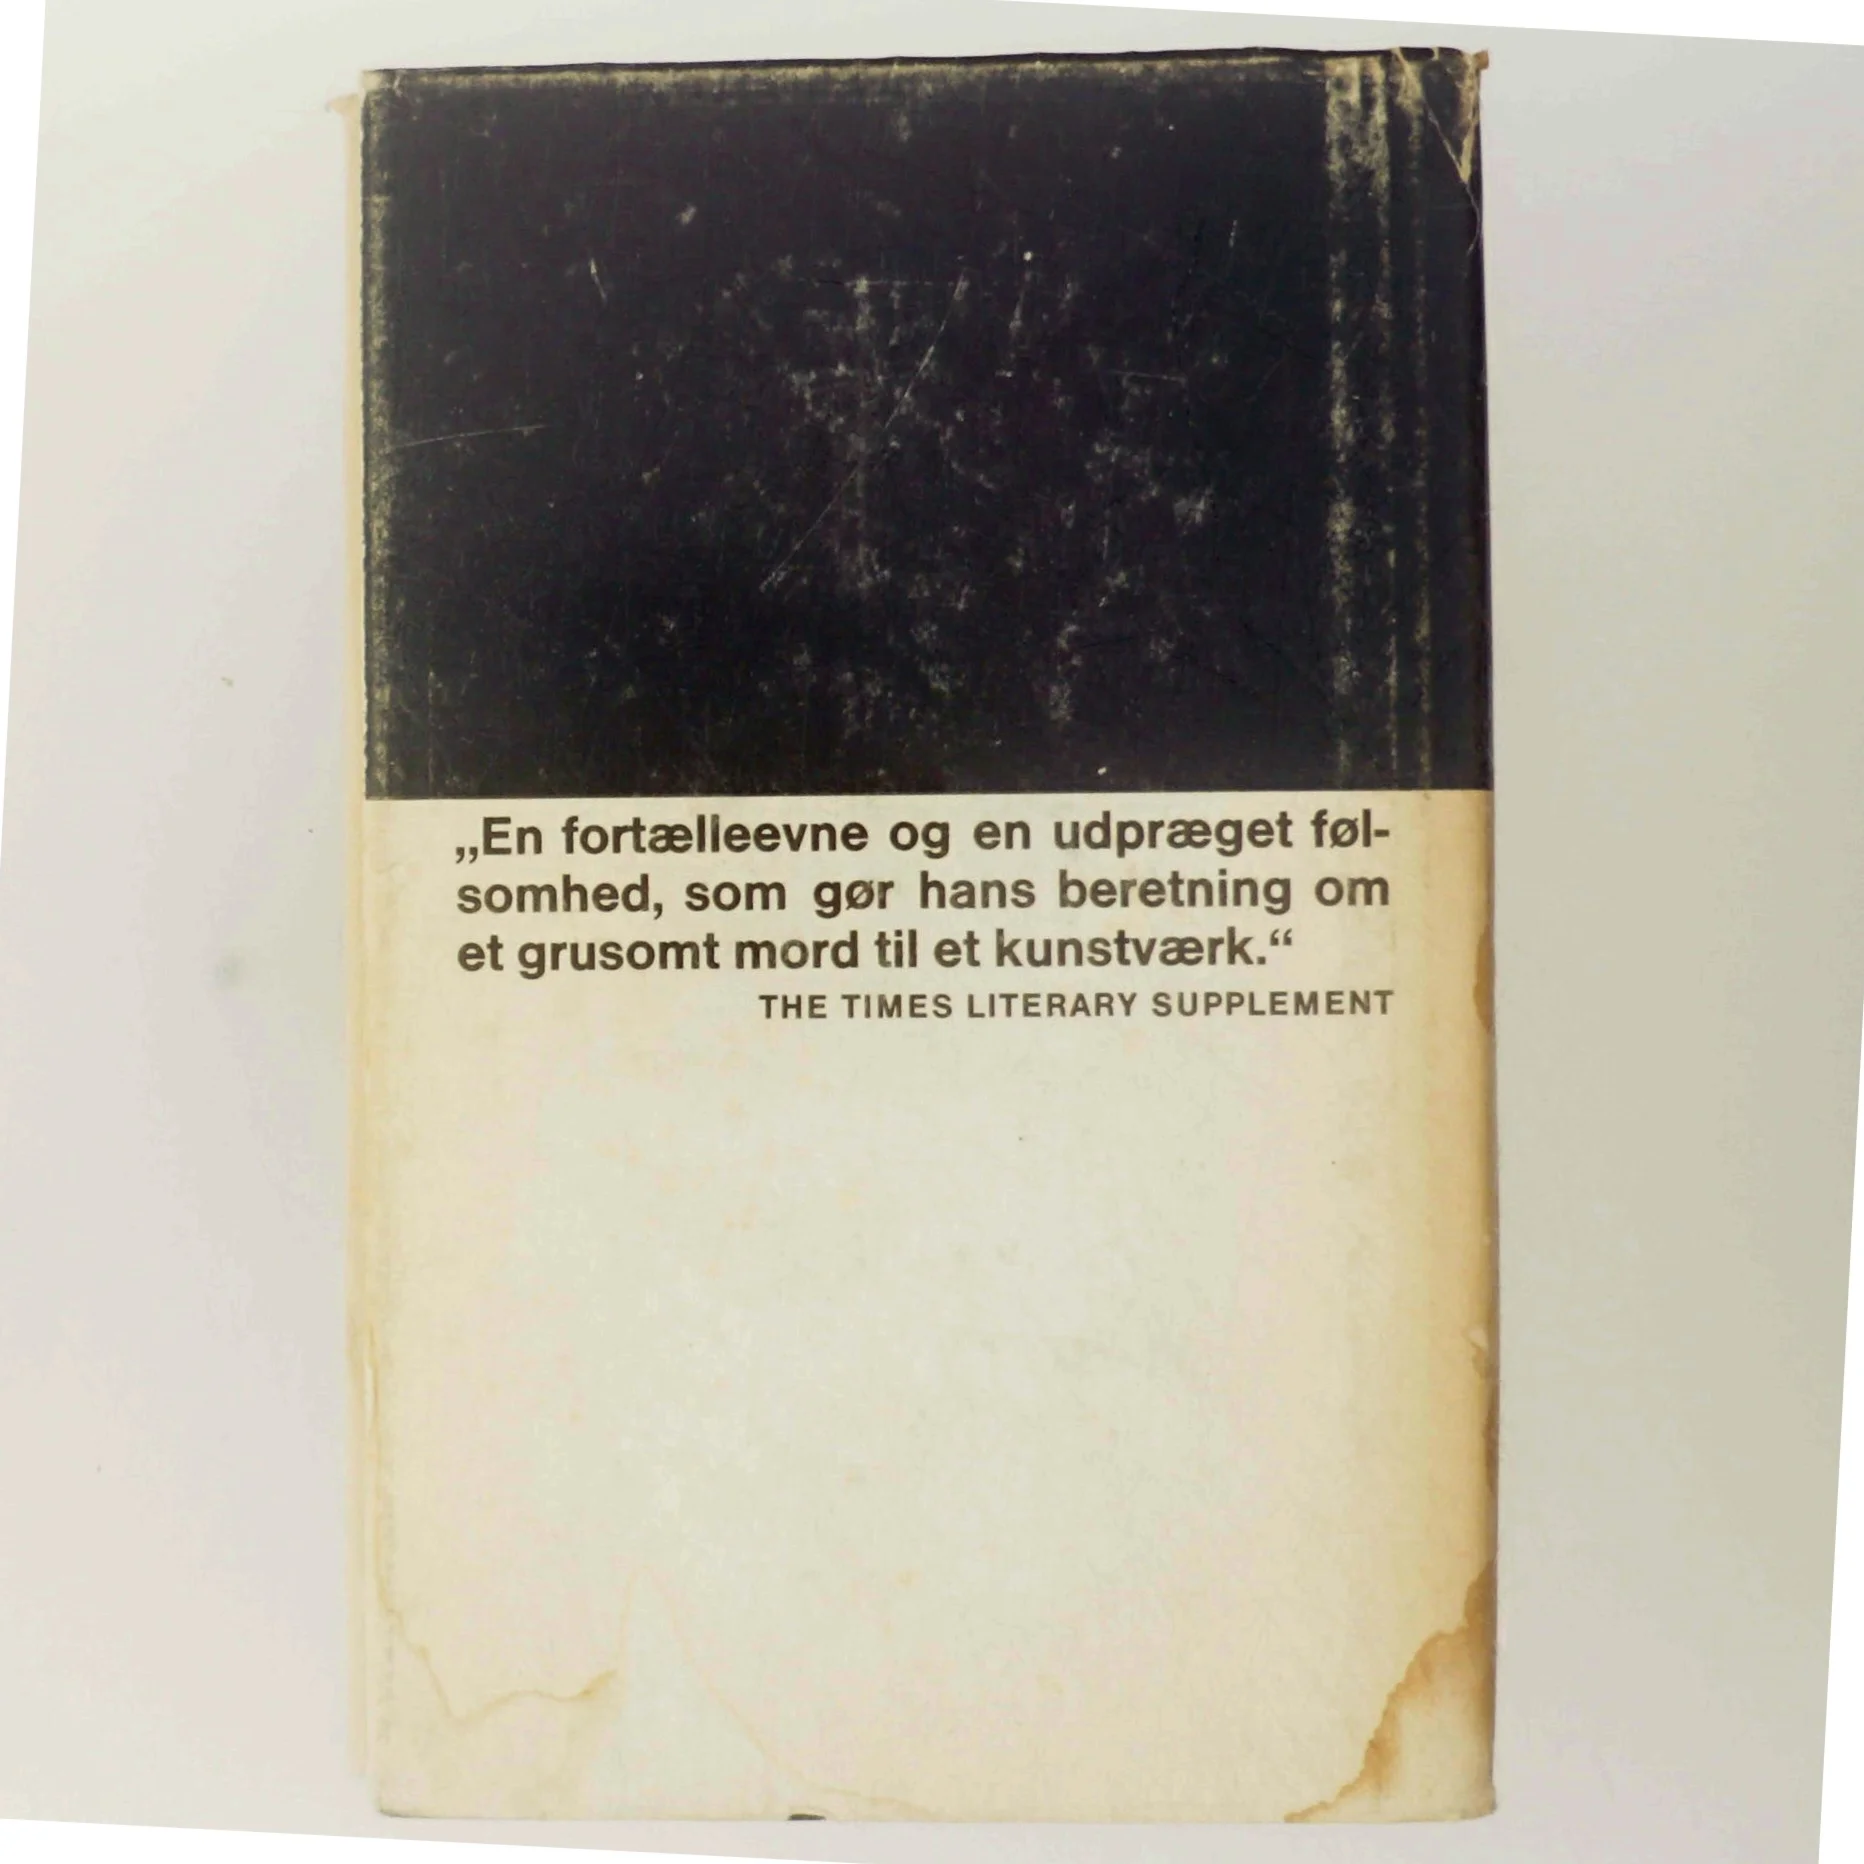 „En fortælleevne og en udpræget føl-
somhed, som gør hans beretning om
et grusomt mord til et kunstværk.“
THE TIMES LITERARY SUPPLEMENT